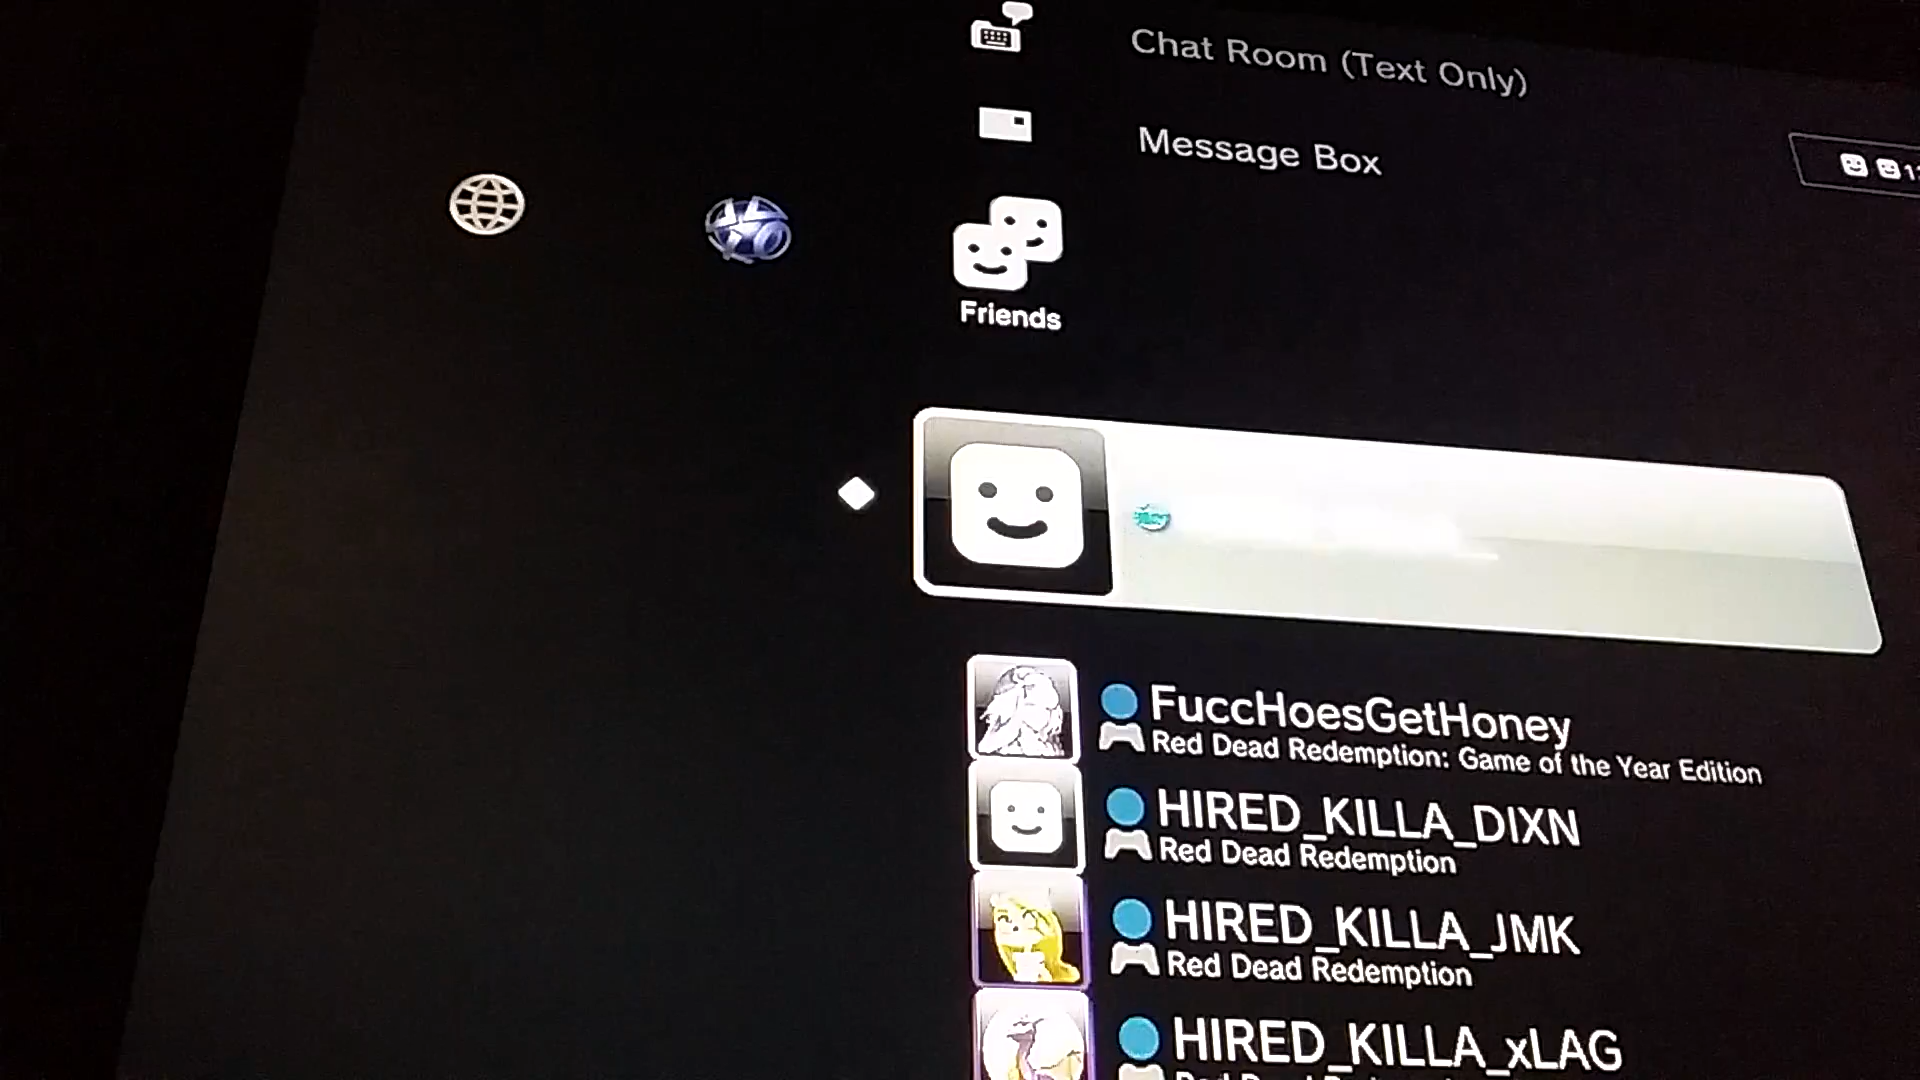 Chat Room (Text Only)
Message Box
Friends
FuccHoesGetHoney
Red Dead Redemption: Game of the Year Edition
HIRED_KILLA_DIXN
Red Dead Redemption
HIRED_KILLA_JMK
Red Dead Redemption
HIRED_KILLA_xLAG